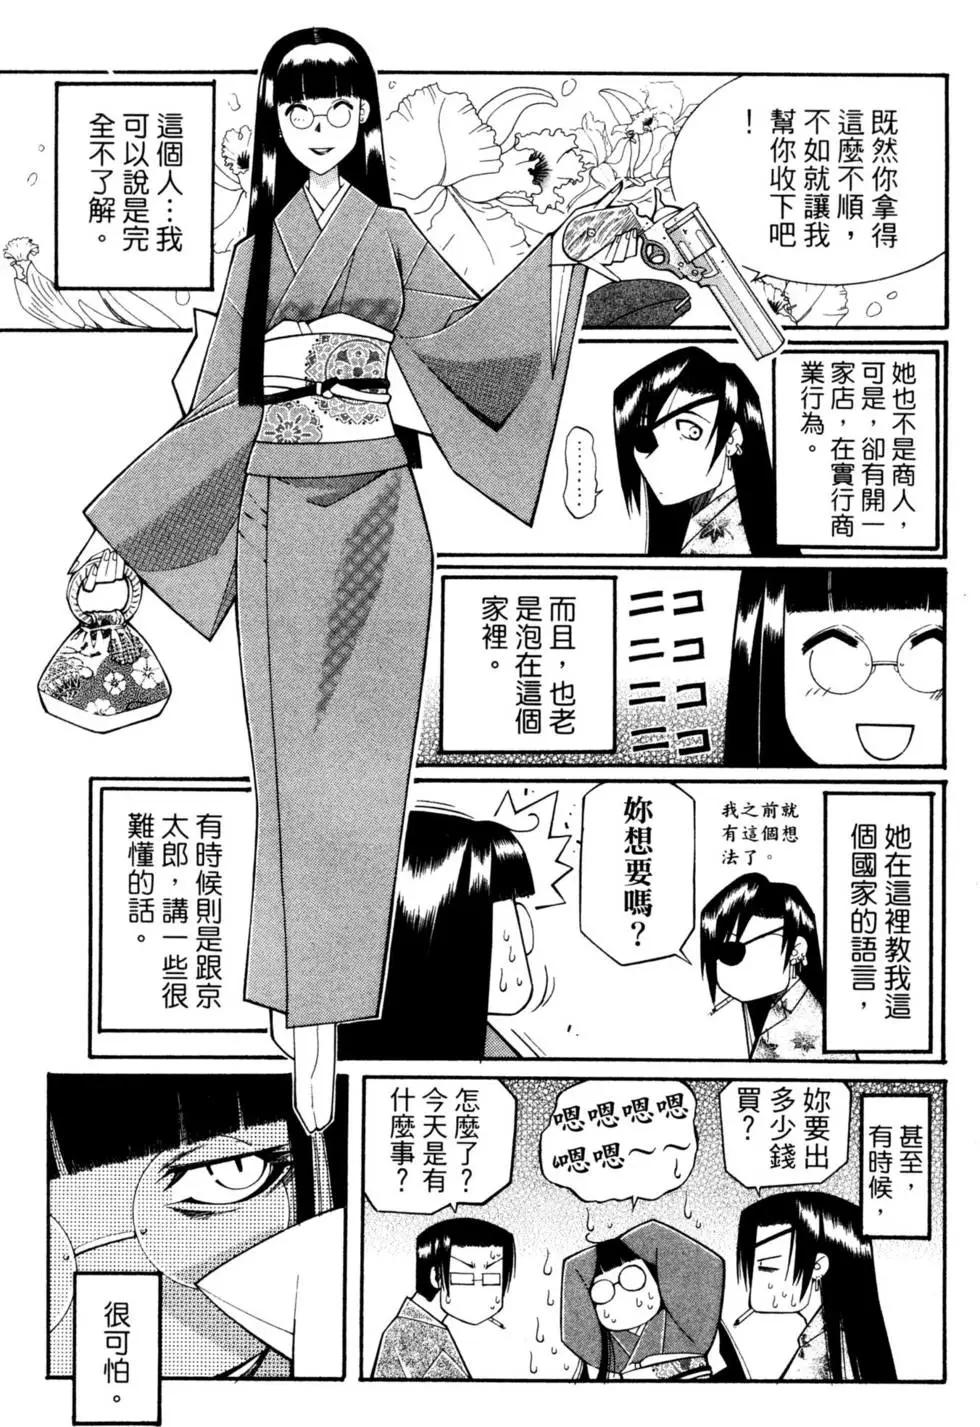 既然你拿得
這麼不順，
不如就讓我
幫你收下吧
！
這個人…我
可以說是完
全不了解。
她也不是商人，
可是，卻有開一
家店，在實行商
業行為。
………
ニコ
ニコ
ニコ
ニコ
而且，也老
是泡在這個
家裡。
她在這裡教我這
個國家的語言，
就想
前個
之這
我有法了。
妳想要嗎？
有時候則是跟京
太郎，講一些很
難懂的話。
甚至，
有時候，
妳要出
多少錢
買？
嗯嗯嗯嗯
嗯嗯～～
怎麼了？
今天是有
什麼事？
很可怕。